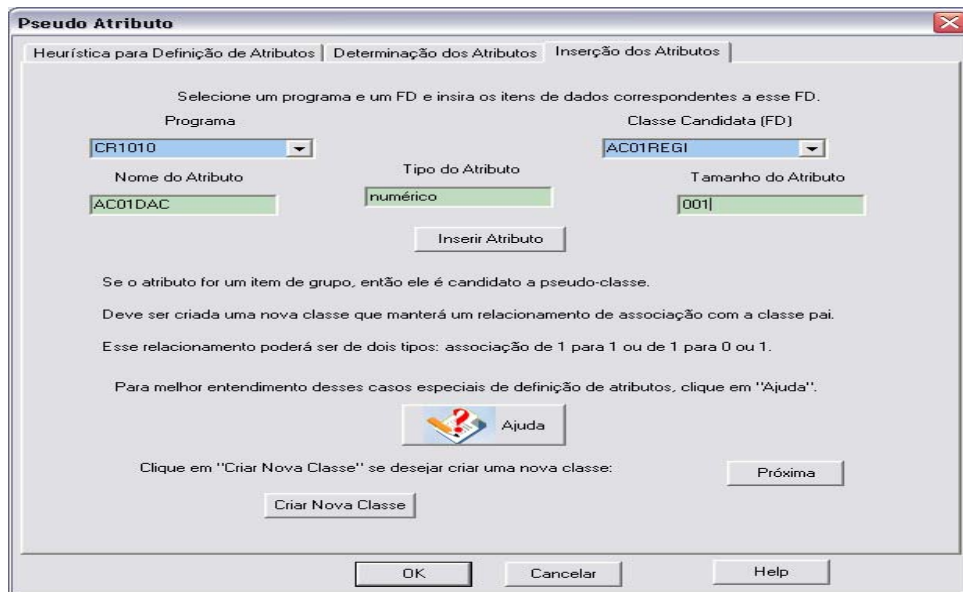 Pseudo Atributo
Heurística para Definição de Atributos
Determinação dos Atributos
Inserção dos Atributos
Selecione um programa e um FD e insira os itens de dados correspondentes a esse FD.
Programa
Classe Candidata (FD)
CR1010
AC01REGI
Nome do Atributo
Tipo do Atributo
Tamanho do Atributo
AC01DAC
numérico
001
Inserir Atributo
Se o atributo for um item de grupo, então ele é candidato a pseudo-classe.
Deve ser criada uma nova classe que manterá um relacionamento de associação com a classe pai.
Esse relacionamento poderá ser de dois tipos: associação de 1 para 1 ou de 1 para 0 ou 1.
Para melhor entendimento desses casos especiais de definição de atributos, clique em "Ajuda".
Ajuda
Clique em "Criar Nova Classe" se desejar criar uma nova classe:
Próxima
Criar Nova Classe
OK
Cancelar
Help